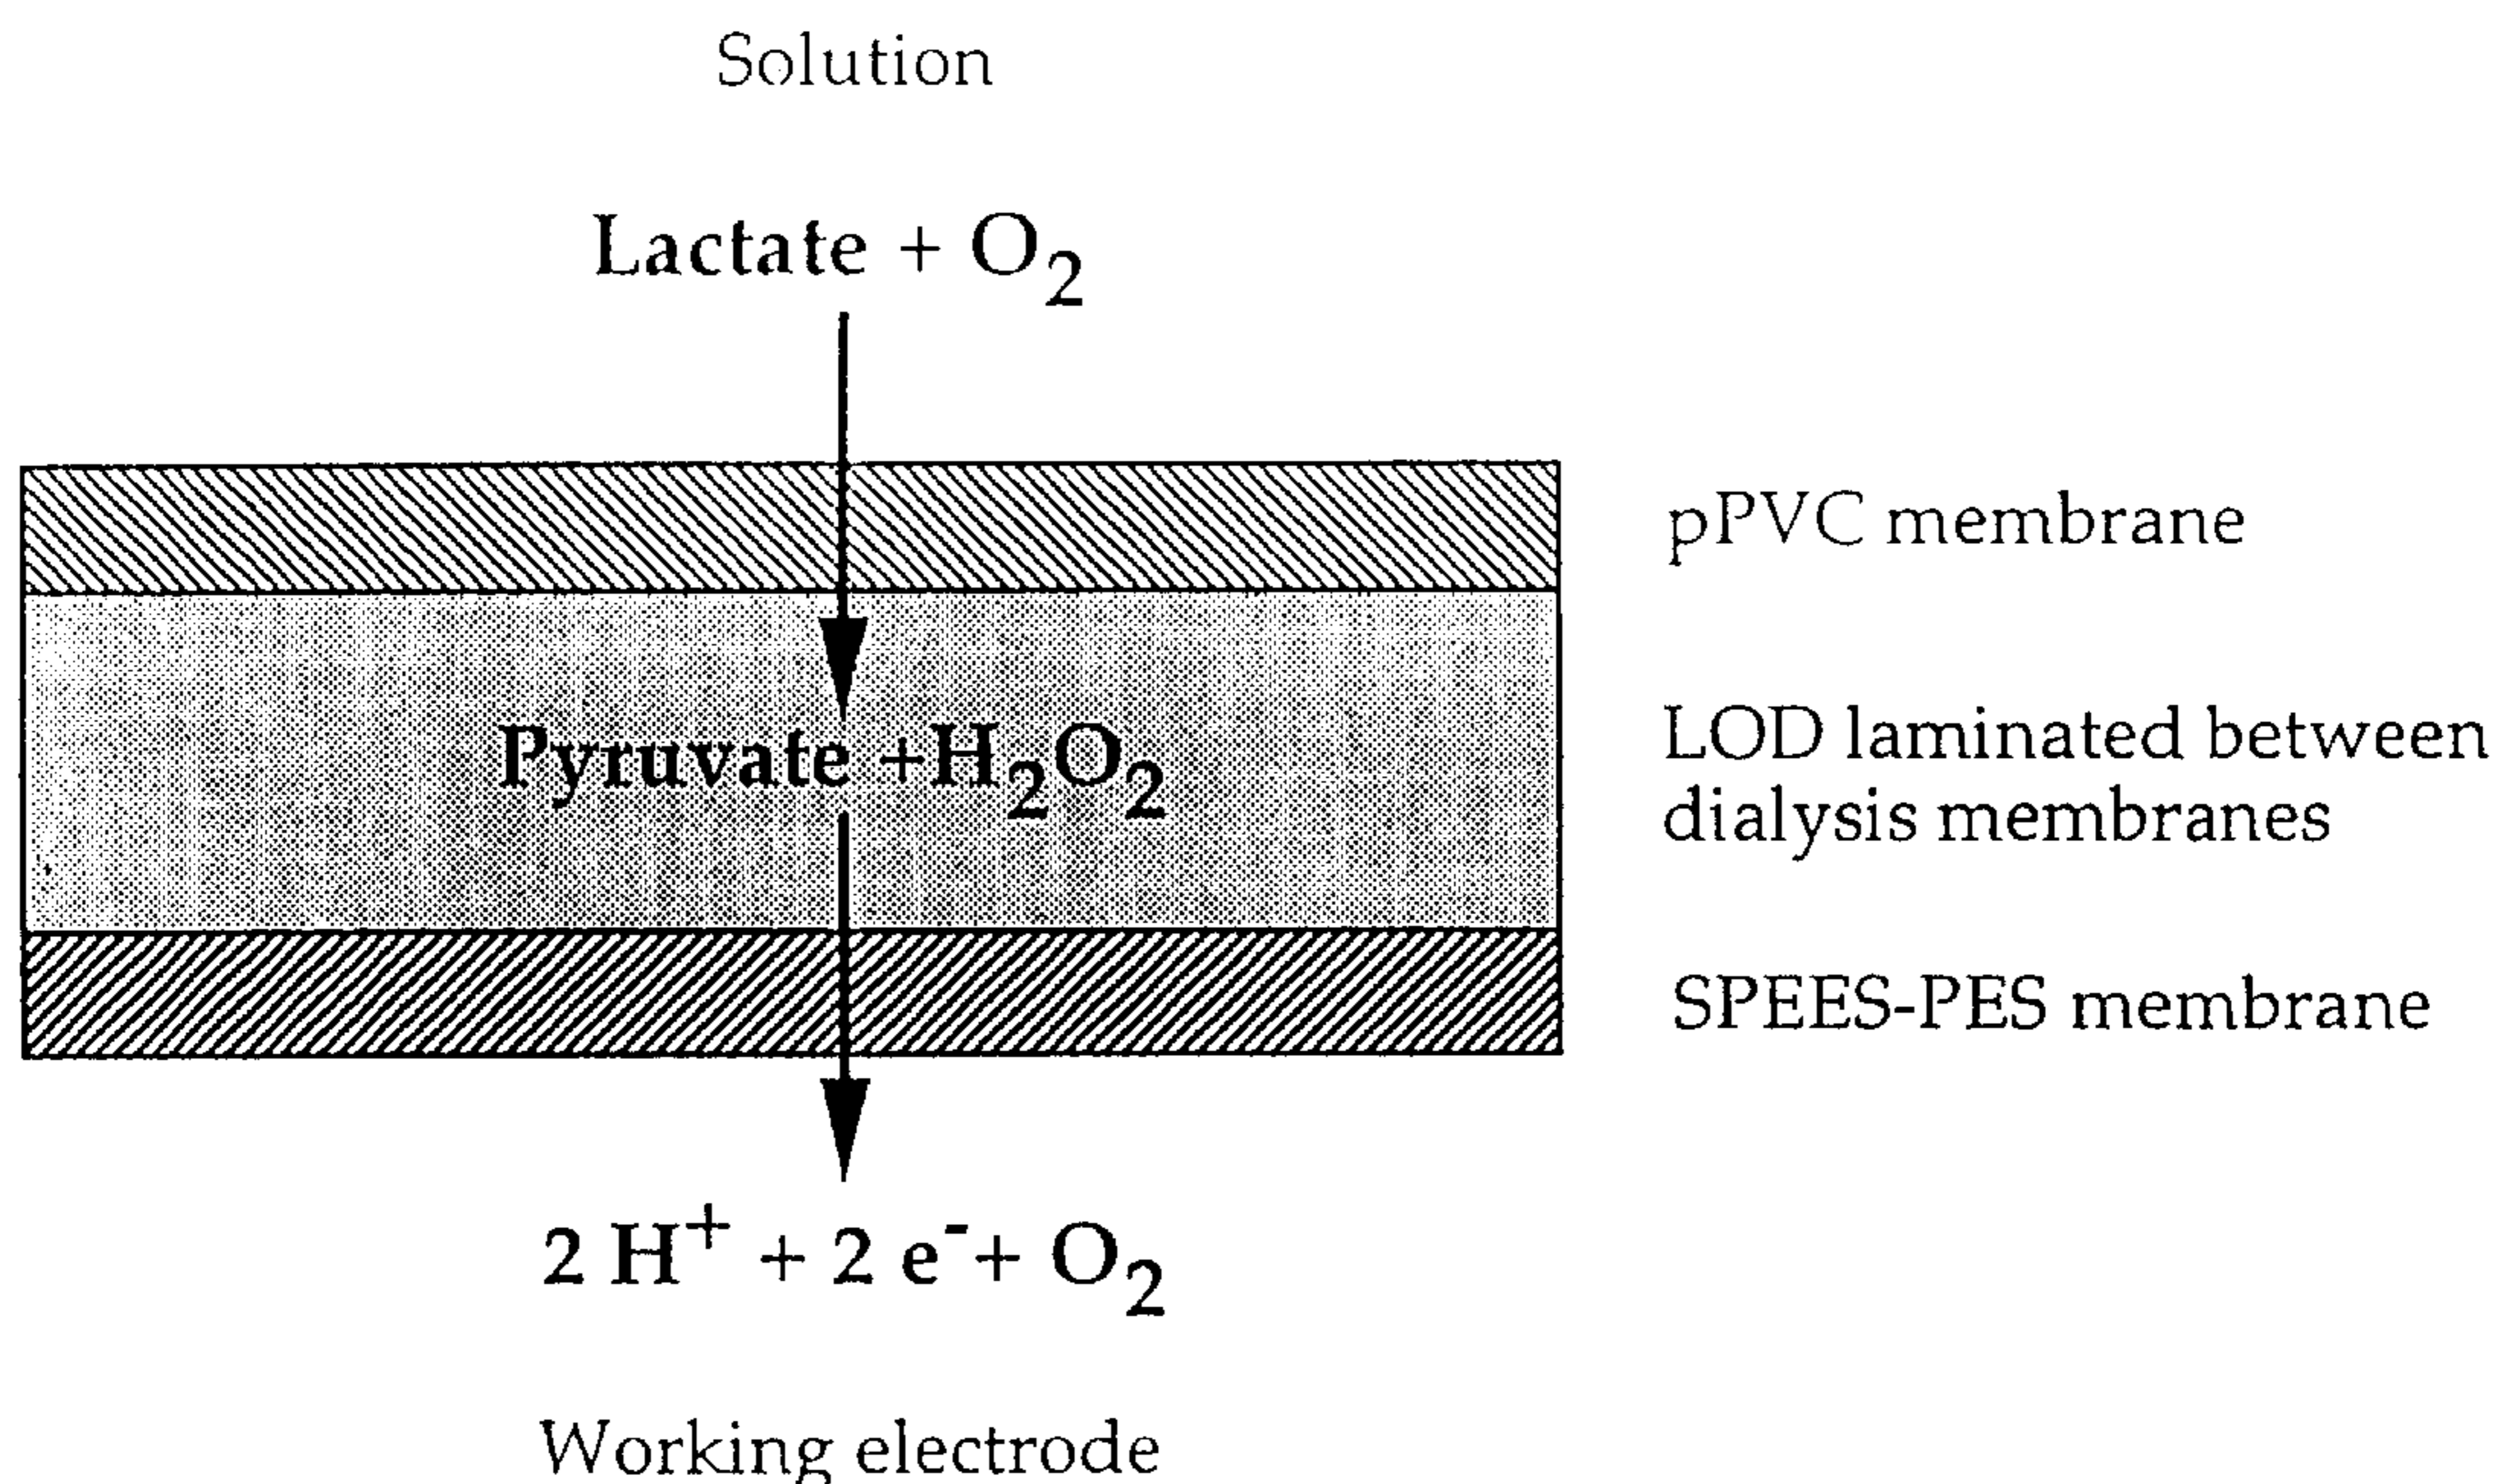 Solution
Lactate + O2
pPVC membrane
LOD laminated between
dialysis membranes
Pyruvate +H2O2
SPEES-PES membrane
2 H+ + 2 e-+ O2
Working electrode